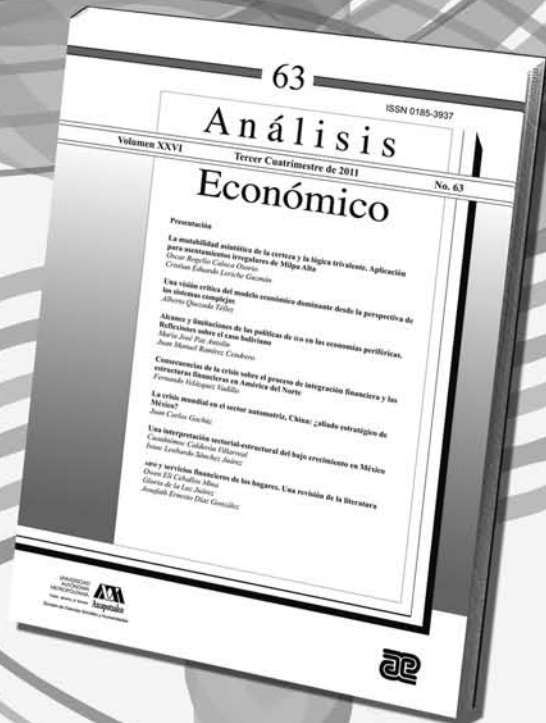 63
ISSN 0185-3937
Análisis
Volumen XXVI
Tercer Cuatrimestre de 2011
No. 63
Económico
Presentación
La mutabilidad asintótica de la certeza y la lógica trivalente, Aplicación
para asentamientos irregulares de Milpa Alta
Oscar Rogelio Caloca Osorio
Cristian Eduardo Leriche Guzmán
Una visión crítica del modelo económico dominante desde la perspectiva de
los sistemas complejos
Alberto Quezada Téllez
Alcance y limitaciones de las políticas de en las economías periféricas.
Reflexiones sobre el caso boliviano
María José Paz Antolín
Juan Manuel Ramírez Cendrero
Consecuencias de la crisis sobre el proceso de integración financiera y las
estructuras financieras en América del Norte
Fernando Velázquez Vadillo
La crisis mundial en el sector automotriz, China: ¿aliado estratégico de
México?
Juan Carlos
Una interpretación sectorial-estructural del bajo crecimiento en México
Cuauhtémoc Calderón Villarreal
Isaac Leobardo Sánchez Juárez
y servicios financieros de los hogares. Una revisión de la literatura
Owen Eli Ceballos Mina
Gloria de la Luz Juárez
Jonafath Ernesto Díaz González
UNIVERSIDAD
AUTÓNOMA
METROPOLITANA
Azcapotzalco
División de Ciencias Sociales y Humanidades
ae